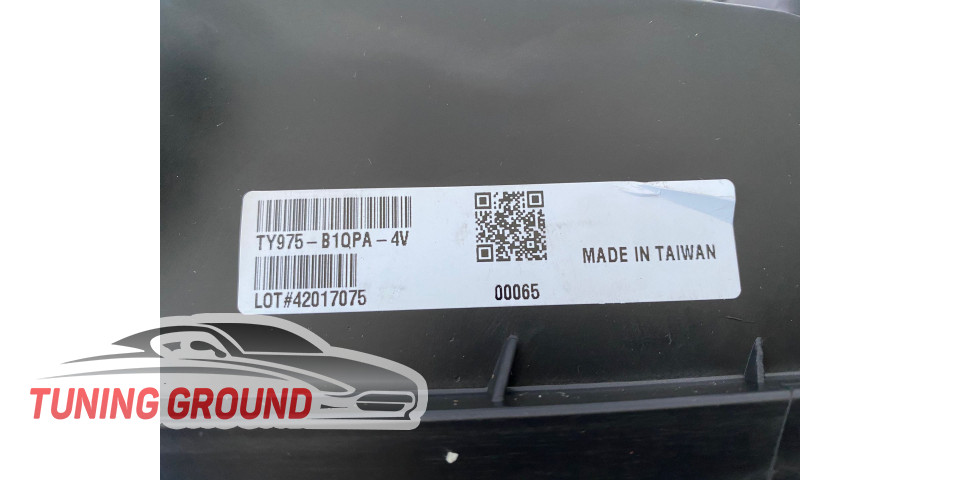 TY975-B1QPA-4V
LOT#42017075
00065
MADE IN TAIWAN
TUNING GROUND